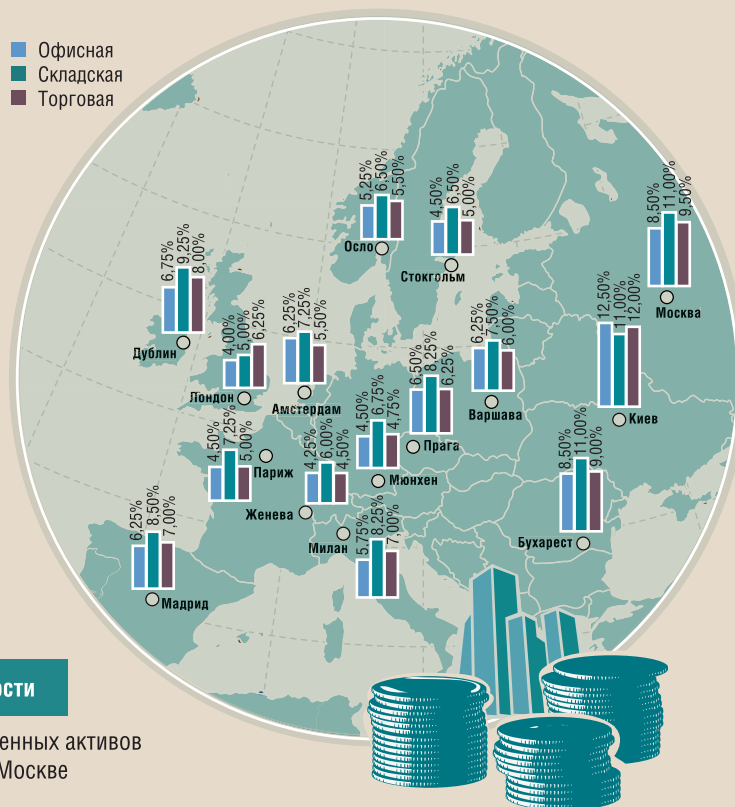 Офисная
Складская
Торговая
5,25% 6,50% 5,50%
Осло
4,50% 6,50% 5,00%
Стокгольм
8,50% 11,00% 9,50%
Москва
6,75% 9,25% 8,00%
Дублин
4,00% 5,00% 6,25%
Лондон
6,25% 7,25% 5,50%
Амстердам
6,25% 7,50% 6,00%
Варшава
12,50% 11,00% 12,00%
Киев
6,50% 8,25% 6,25%
Прага
4,50% 6,75% 4,75%
Мюнхен
4,50% 7,25% 5,00%
Париж
4,25% 6,00% 4,50%
Женева
8,50% 11,00% 9,00%
Бухарест
5,75% 8,25% 7,00%
Милан
6,25% 8,50% 7,00%
Мадрид
ости
енных активов
Москве